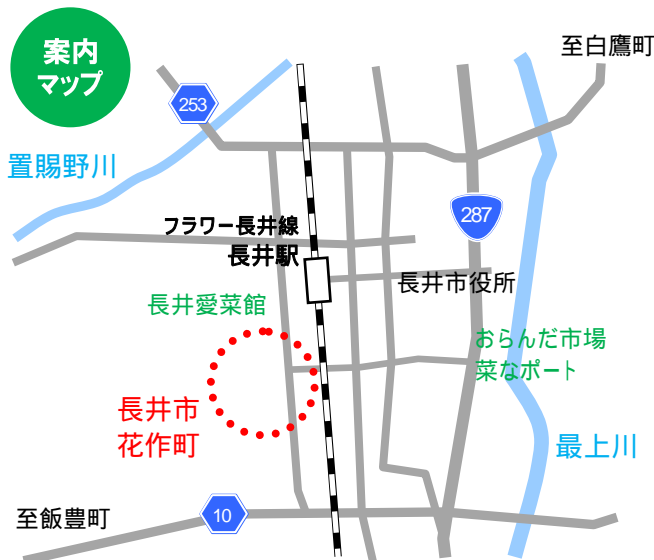 案内
マップ
至白鷹町
253
置賜野川
287
フラワー長井線
長井駅
長井市役所
長井愛菜館
おらんだ市場
菜なポート
長井市
花作町
最上川
至飯豊町
10